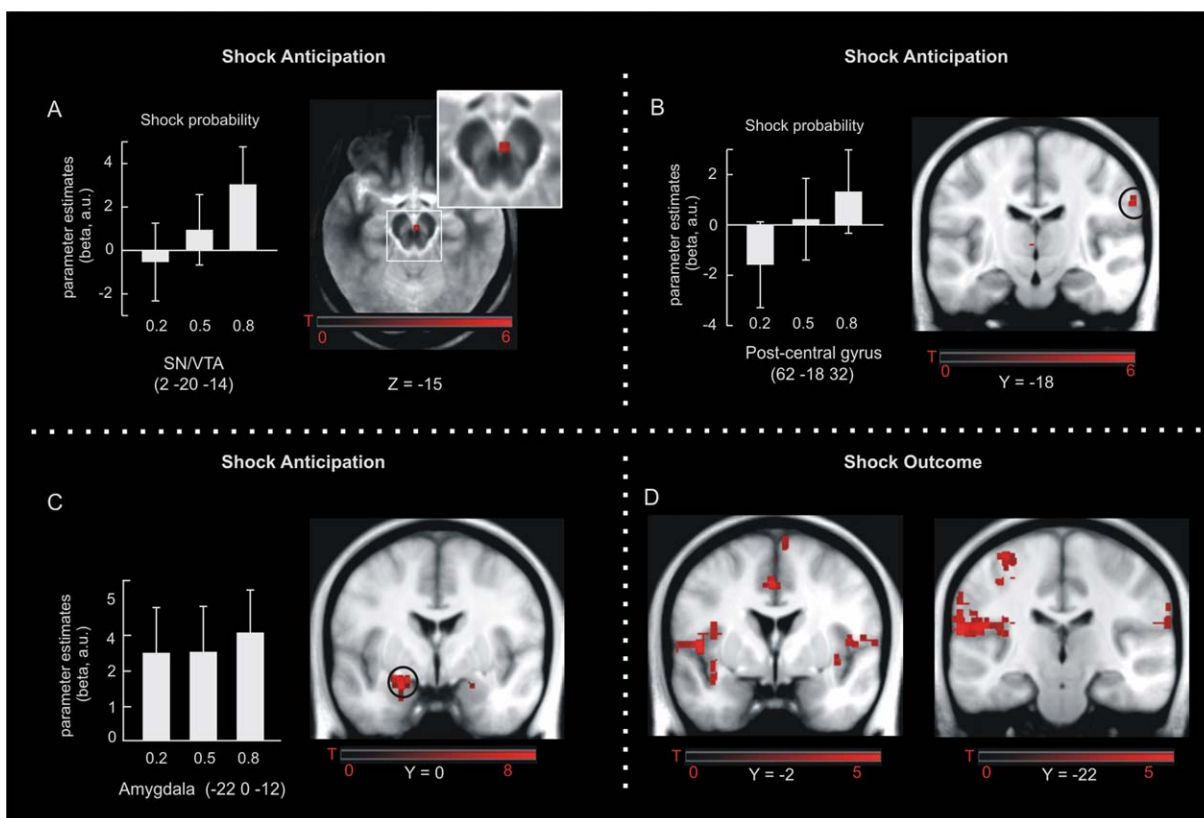 Shock Anticipation
A
Shock probability
parameter estimates
(beta, a.u.)
4
2
0
-2
0.2 0.5 0.8
SN/VTA
(2 -20 -14)
T
0 6
Z = -15
Shock Anticipation
B
Shock probability
parameter estimates
(beta, a.u.)
2
0
-2
-4
0.2 0.5 0.8
Post-central gyrus
(62 -18 32)
T
0 6
Y = -18
Shock Anticipation
C
parameter estimates
(beta, a.u.)
5
4
2
1
0
0.2 0.5 0.8
Amygdala (-22 0 -12)
T
0 Y = 0 8
Shock Outcome
D
T
0 Y = -2 5
T
0 Y = -22 5